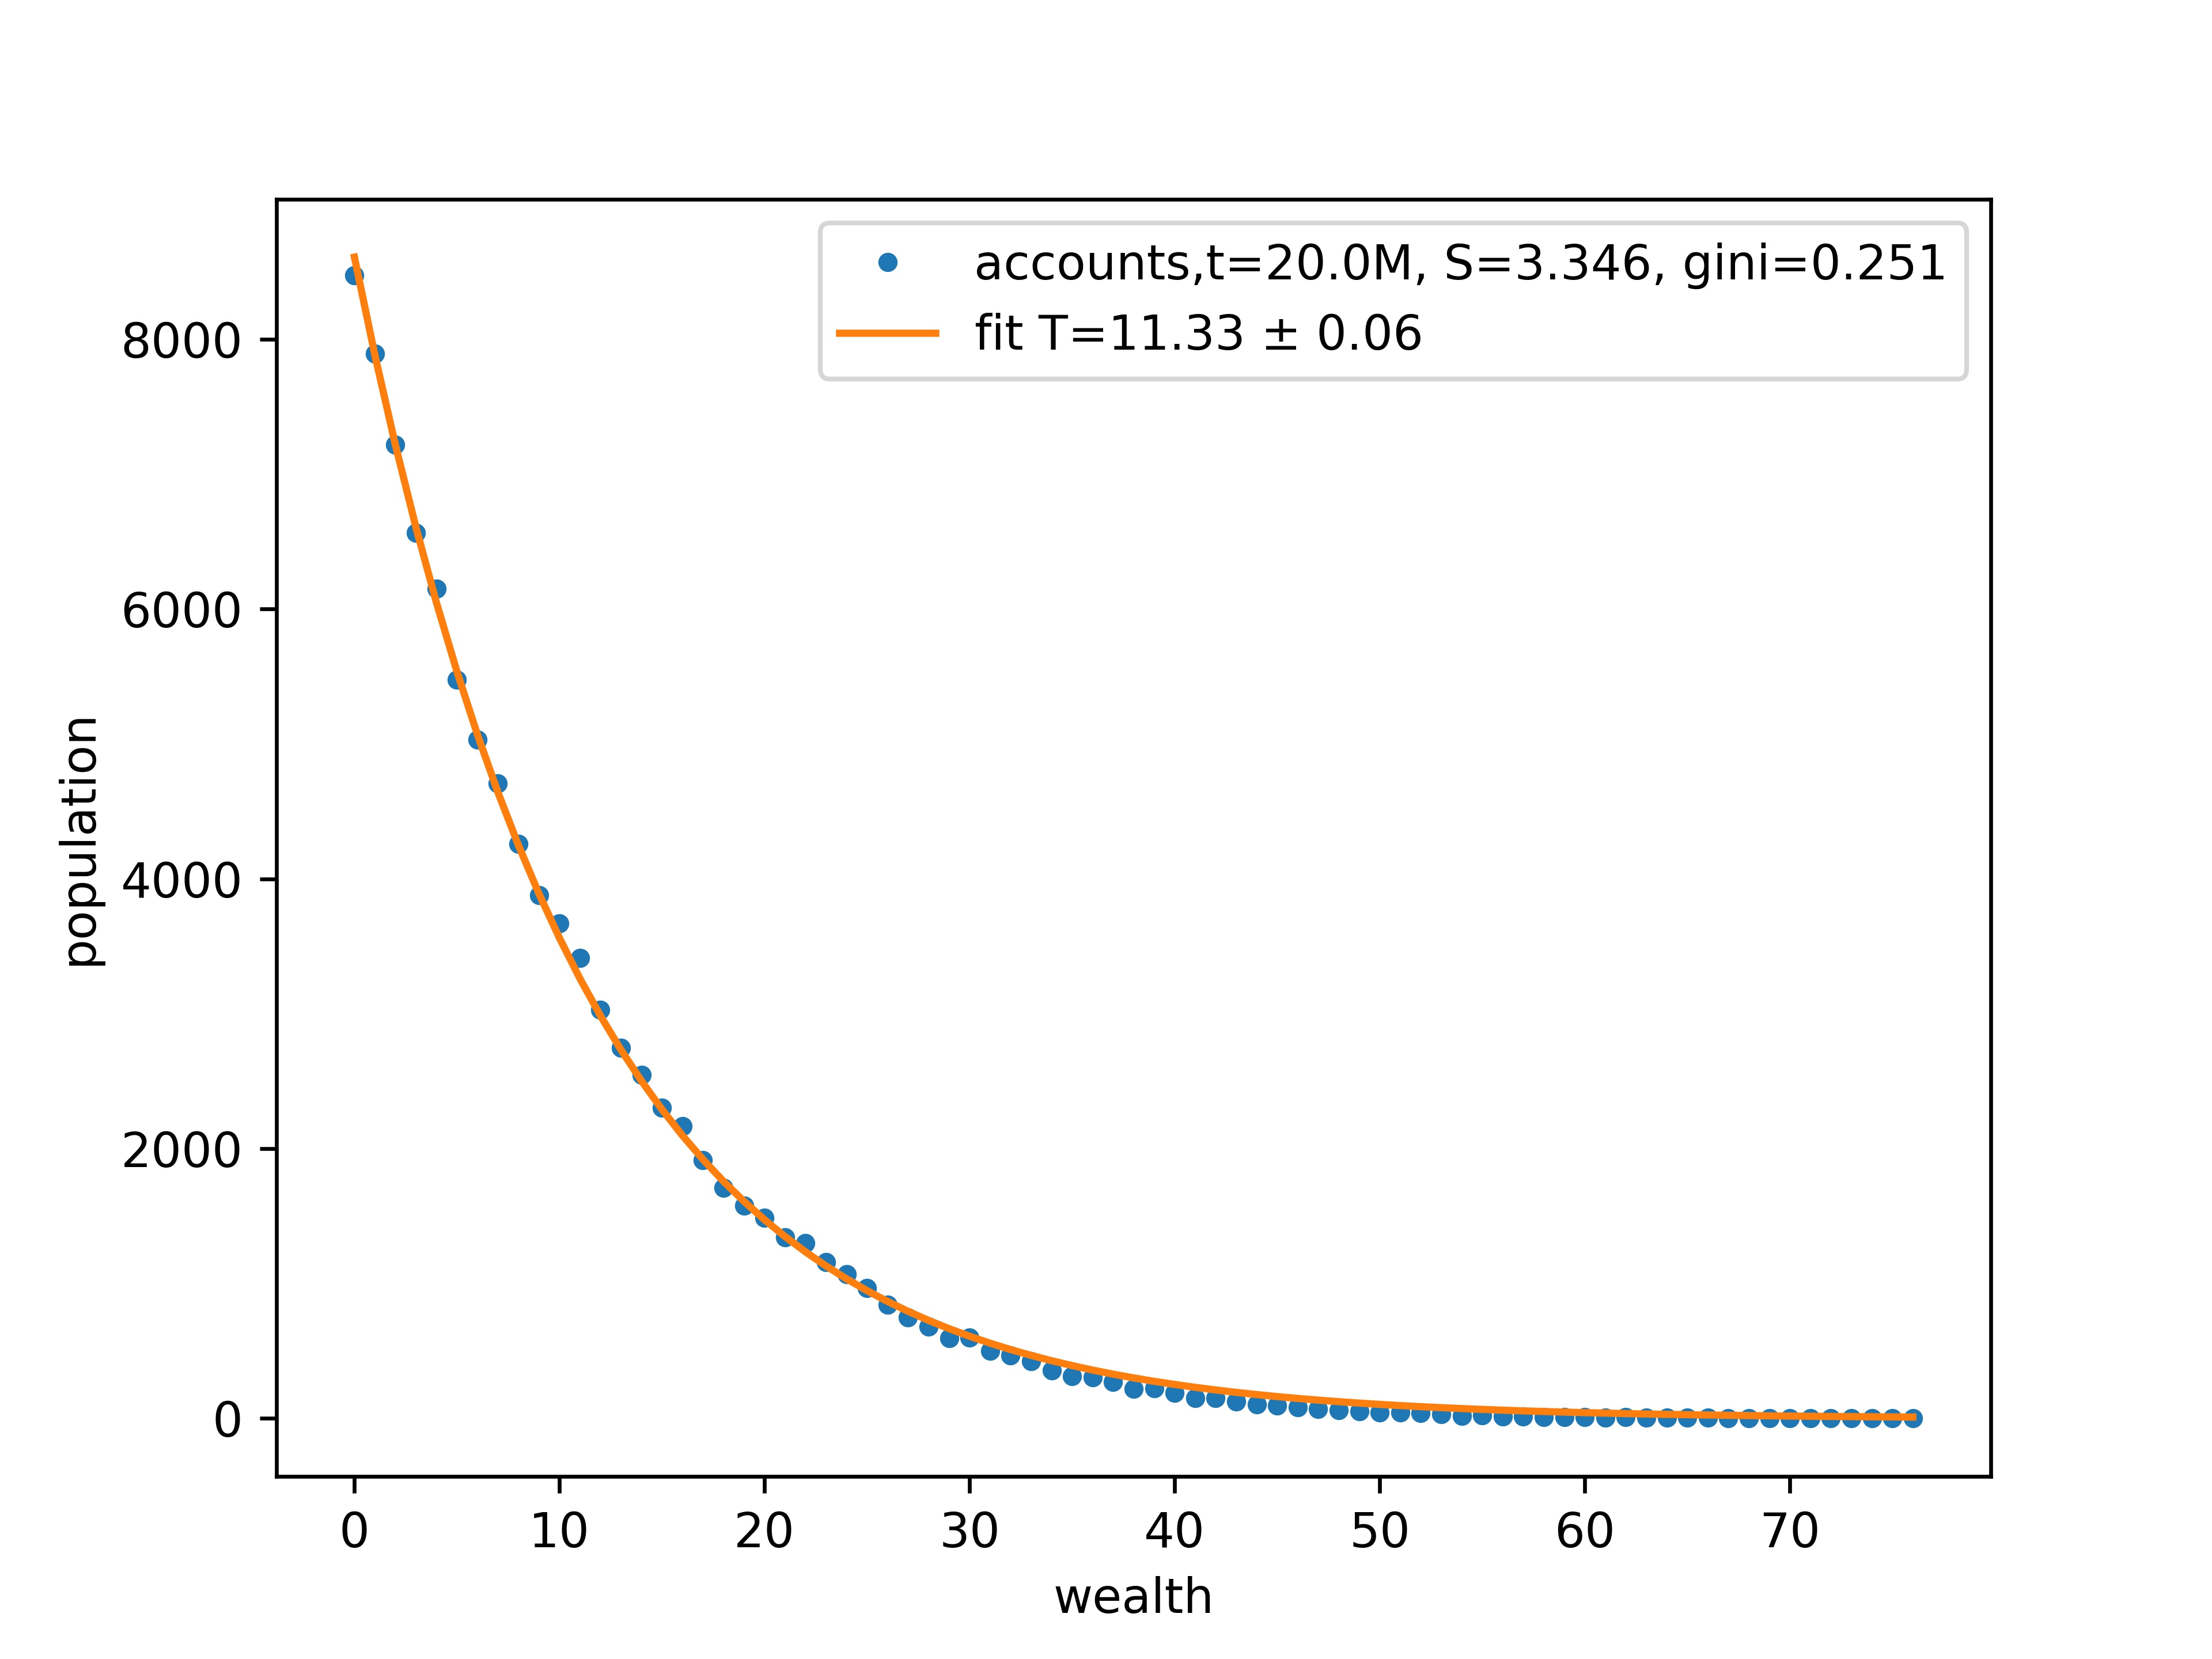 accounts,t=20.0M, S=3.346, gini=0.251
fit T=11.33 ± 0.06
8000
6000
4000
2000
0
population
0 10 20 30 40 50 60 70
wealth